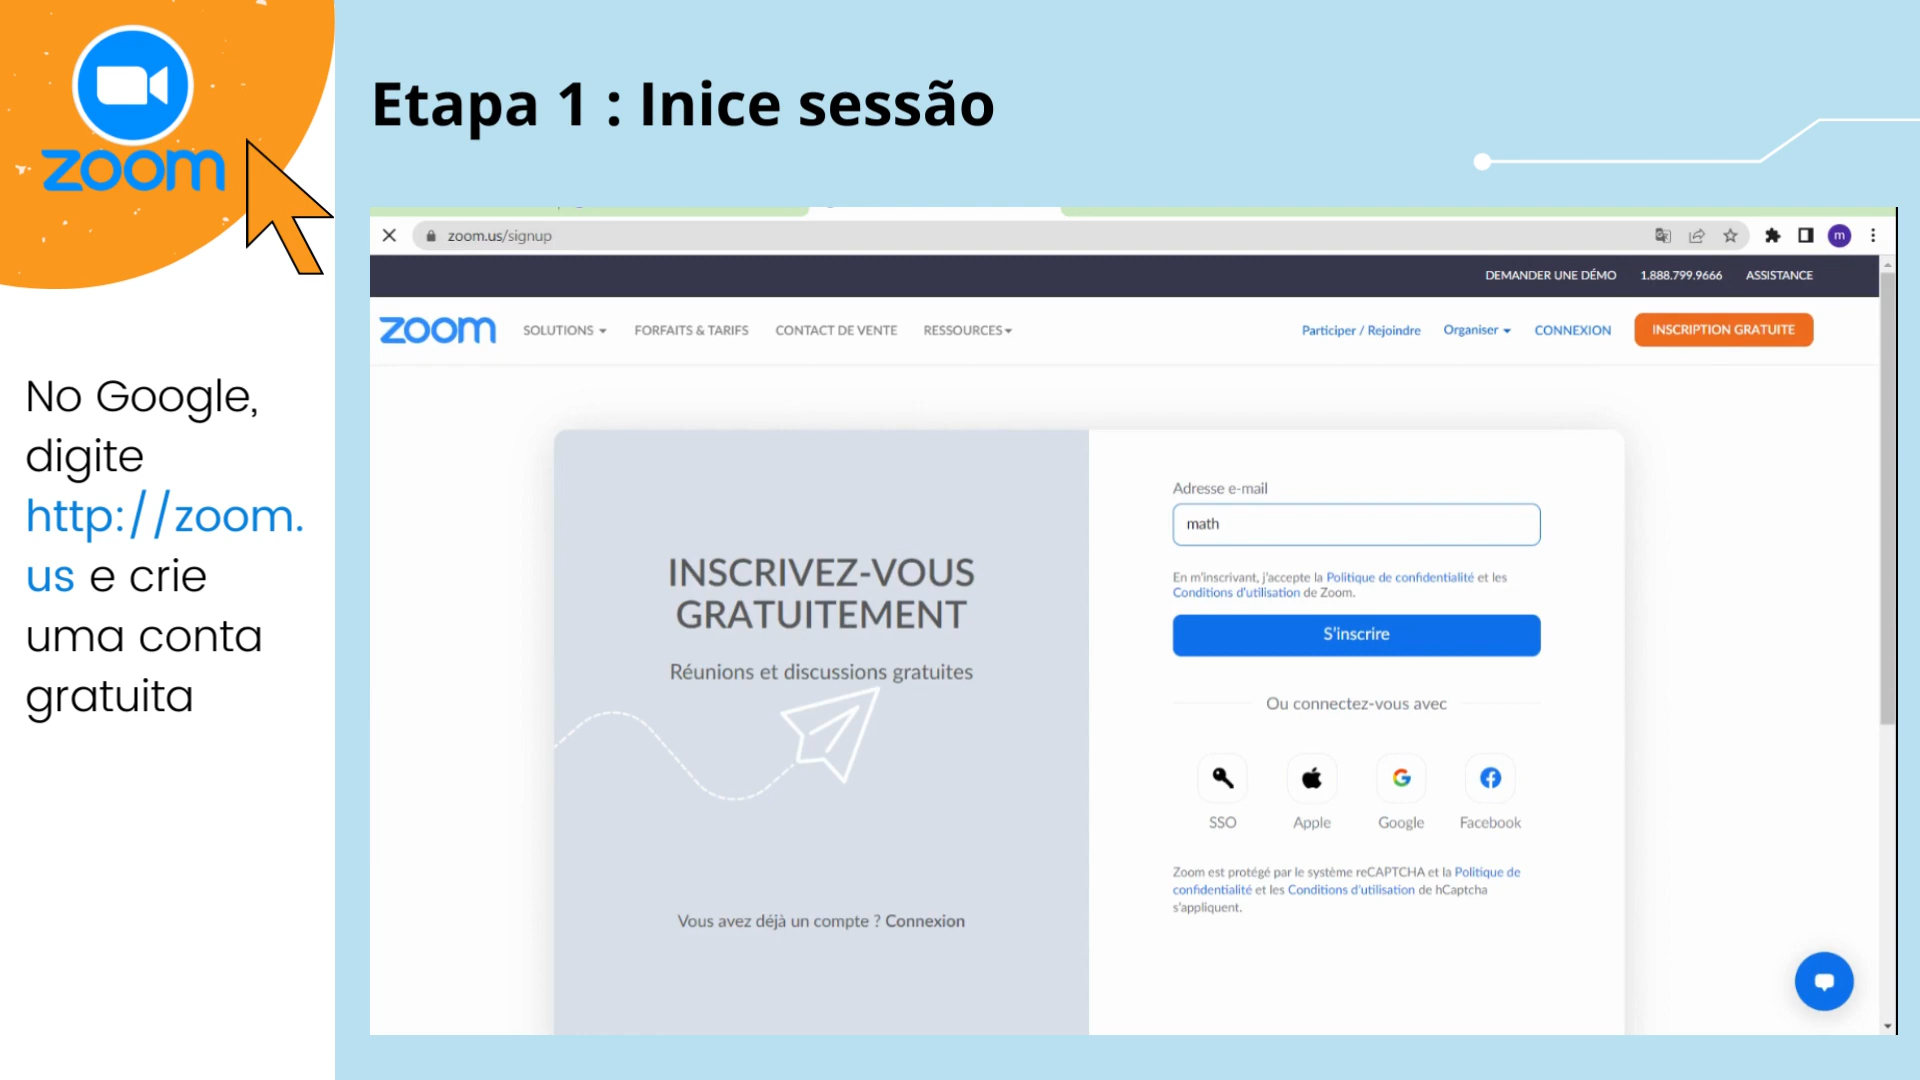 zoom
Etapa 1 : Inice sessão
No Google,
digite
http://zoom.
us e crie
uma conta
gratuita
zoom.us/signup
m
DEMANDER UNE DÉMO 1.888.799.9666 ASSISTANCE
zoom SOLUTIONS FORFAITS & TARIFS CONTACT DE VENTE RESSOURCES Participer / Rejoindre Organiser CONNEXION INSCRIPTION GRATUITE
INSCRIVEZ-VOUS
GRATUITEMENT
Réunions et discussions gratuites
Vous avez déjà un compte ? Connexion
Adresse e-mail
math
En m'inscrivant, j'accepte la Politique de confidentialité et les
Conditions d'utilisation de Zoom.
S'inscrire
Ou connectez-vous avec
SSO Apple Google Facebook
Zoom est protégé par le système reCAPTCHA et la Politique de
confidentialité et les Conditions d'utilisation de hCaptcha
s'appliquent.